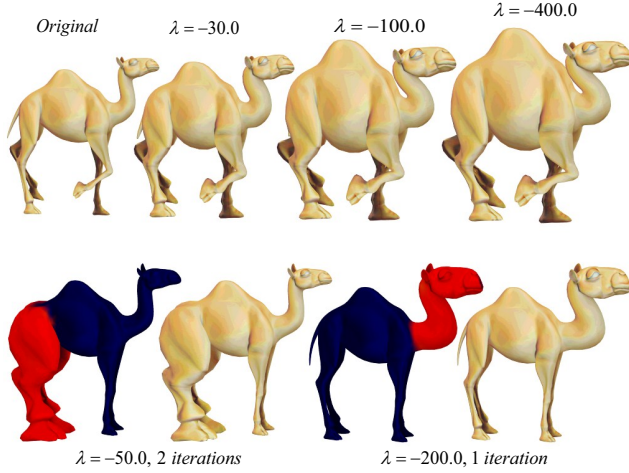 Original
λ = −30.0
λ = −100.0
λ = −400.0
λ = −50.0, 2 iterations
λ = −200.0, 1 iteration